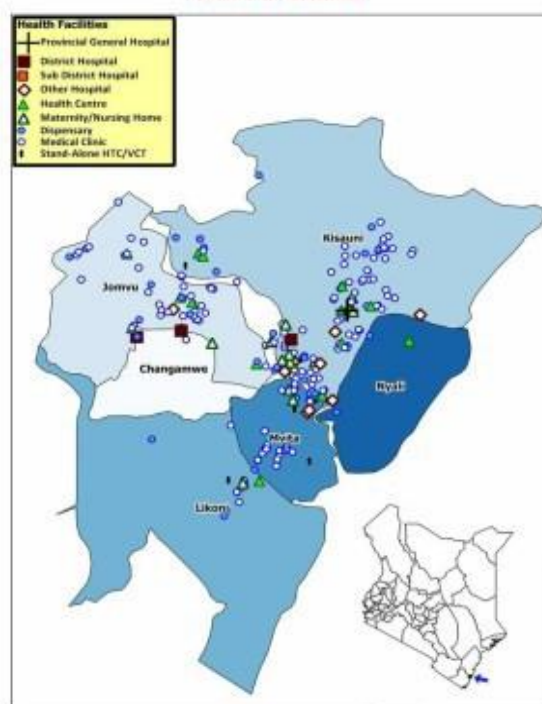 Health Facilities
Provincial General Hospital
District Hospital
Sub District Hospital
Other Hospital
Health Centre
Maternity/Nursing Home
Dispensary
Medical Clinic
Stand-Alone HTC/VCT
Kisauni
Jomvu
Changamwe
Nyali
Mvita
Likoni